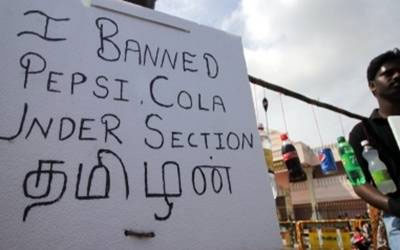 I BANNED
PEPSI, COLA
UNDER SECTION
தமிழன்